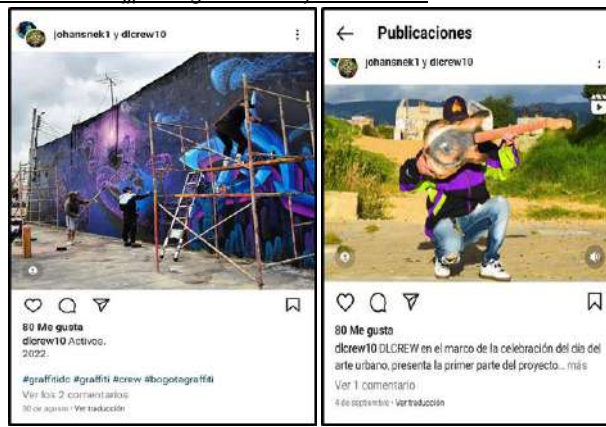 johansnek1 y dlcrew10
80 Me gusta
dlcrew10 Activos.
2022.
#graffitidc #graffiti #crew #bogotagraffiti
Ver los 2 comentarios
30 de agosto · Ver traducción
Publicaciones
johansnek1 y dlcrew10
80 Me gusta
dlcrew10 DLCREW en el marco de la celebración del día del
arte urbano, presenta la primer parte del proyecto... más
Ver 1 comentario
4 de septiembre · Ver traducción